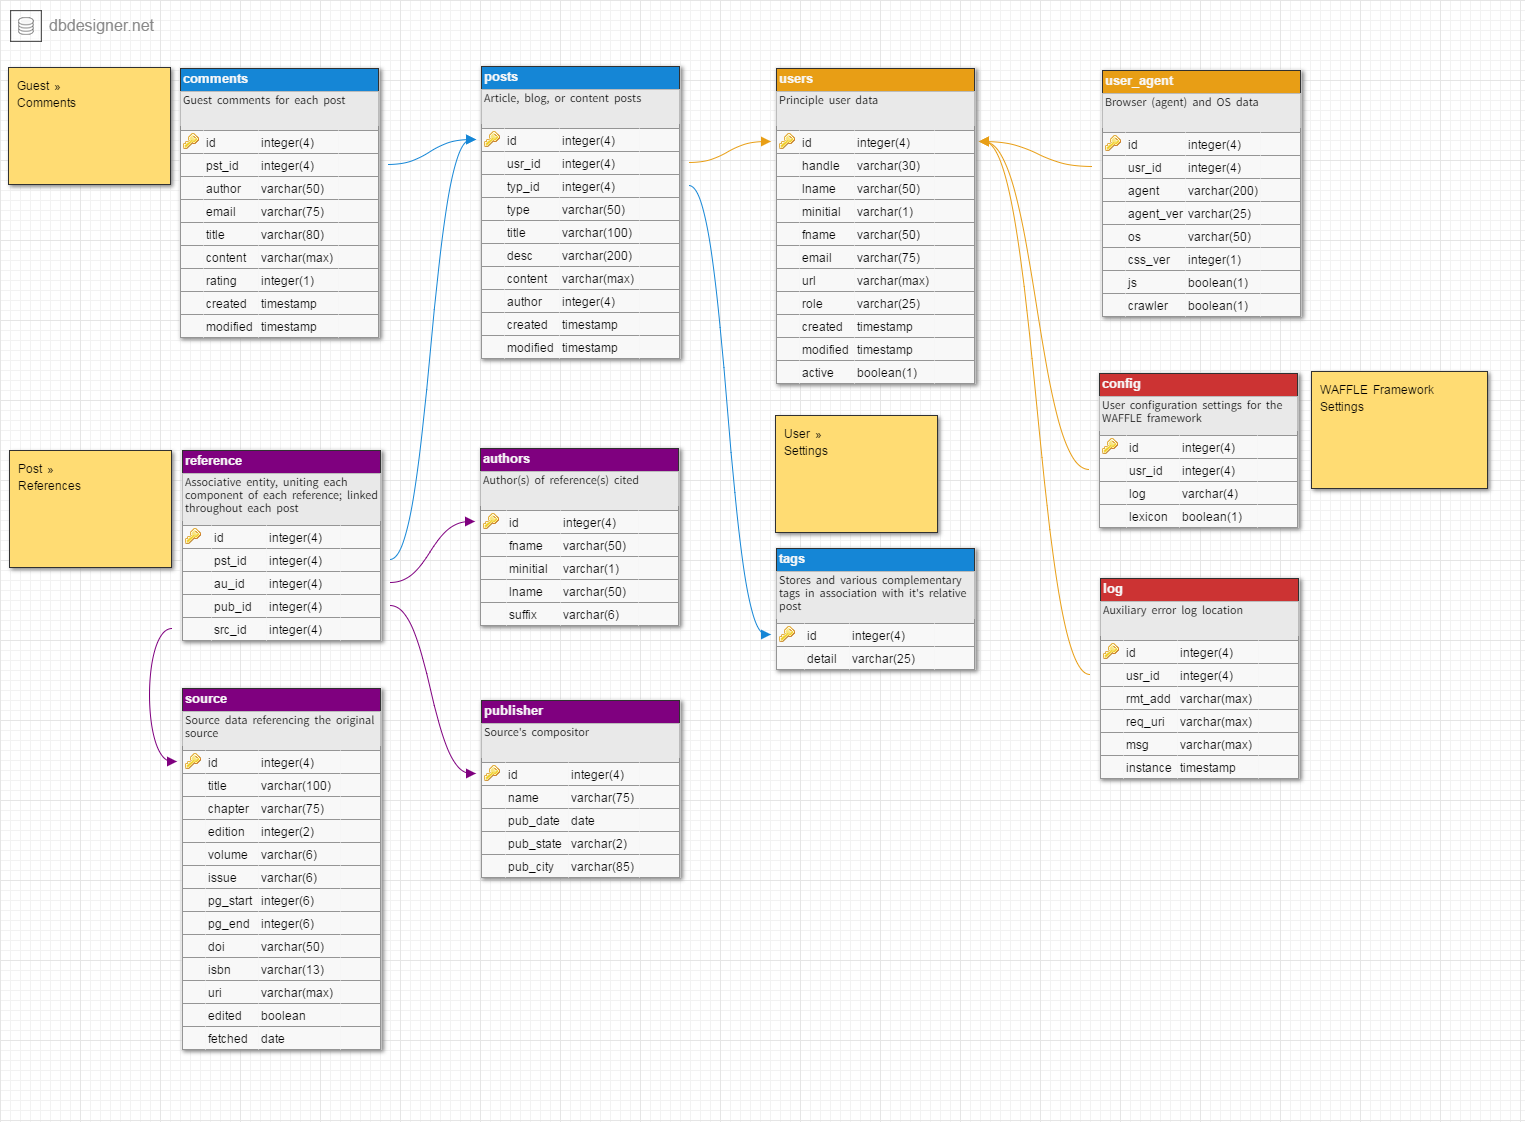 dbdesigner.net
Guest »
Comments
comments
Guest comments for each post
id integer(4)
pst_id integer(4)
author varchar(50)
email varchar(75)
title varchar(80)
content varchar(max)
rating integer(1)
created timestamp
modified timestamp
posts
Article, blog, or content posts
id integer(4)
usr_id integer(4)
typ_id integer(4)
type varchar(50)
title varchar(100)
desc varchar(200)
content varchar(max)
author integer(4)
created timestamp
modified timestamp
users
Principle user data
id integer(4)
handle varchar(30)
lname varchar(50)
minitial varchar(1)
fname varchar(50)
email varchar(75)
url varchar(max)
role varchar(25)
created timestamp
modified timestamp
active boolean(1)
user_agent
Browser (agent) and OS data
id integer(4)
usr_id integer(4)
agent varchar(200)
agent_ver varchar(25)
os varchar(50)
css_ver integer(1)
js boolean(1)
crawler boolean(1)
config
User configuration settings for the
WAFFLE framework
id integer(4)
usr_id integer(4)
log varchar(4)
lexicon boolean(1)
WAFFLE Framework
Settings
Post »
References
reference
Associative entity, uniting each
component of each reference; linked
throughout each post
id integer(4)
pst_id integer(4)
au_id integer(4)
pub_id integer(4)
src_id integer(4)
authors
Author(s) of reference(s) cited
id integer(4)
fname varchar(50)
minitial varchar(1)
lname varchar(50)
suffix varchar(6)
User »
Settings
tags
Stores and various complementary
tags in association with it's relative
post
id integer(4)
detail varchar(25)
log
Auxiliary error log location
id integer(4)
usr_id integer(4)
rmt_add varchar(max)
req_uri varchar(max)
msg varchar(max)
instance timestamp
source
Source data referencing the original
source
id integer(4)
title varchar(100)
chapter varchar(75)
edition integer(2)
volume varchar(6)
issue varchar(6)
pg_start integer(6)
pg_end integer(6)
doi varchar(50)
isbn varchar(13)
uri varchar(max)
edited boolean
fetched date
publisher
Source's compositor
id integer(4)
name varchar(75)
pub_date date
pub_state varchar(2)
pub_city varchar(85)